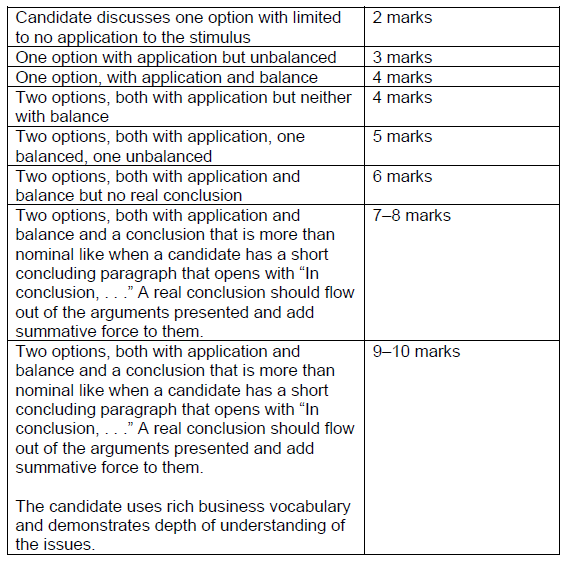 Candidate discusses one option with limited
to no application to the stimulus
2 marks
One option with application but unbalanced
3 marks
One option, with application and balance
4 marks
Two options, both with application but neither
with balance
4 marks
Two options, both with application, one
balanced, one unbalanced
5 marks
Two options, both with application and
balance but no real conclusion
6 marks
Two options, both with application and
balance and a conclusion that is more than
nominal like when a candidate has a short
concluding paragraph that opens with “In
conclusion, . . .” A real conclusion should flow
out of the arguments presented and add
summative force to them.
7–8 marks
Two options, both with application and
balance and a conclusion that is more than
nominal like when a candidate has a short
concluding paragraph that opens with “In
conclusion, . . .” A real conclusion should flow
out of the arguments presented and add
summative force to them.
The candidate uses rich business vocabulary
and demonstrates depth of understanding of
the issues.
9–10 marks